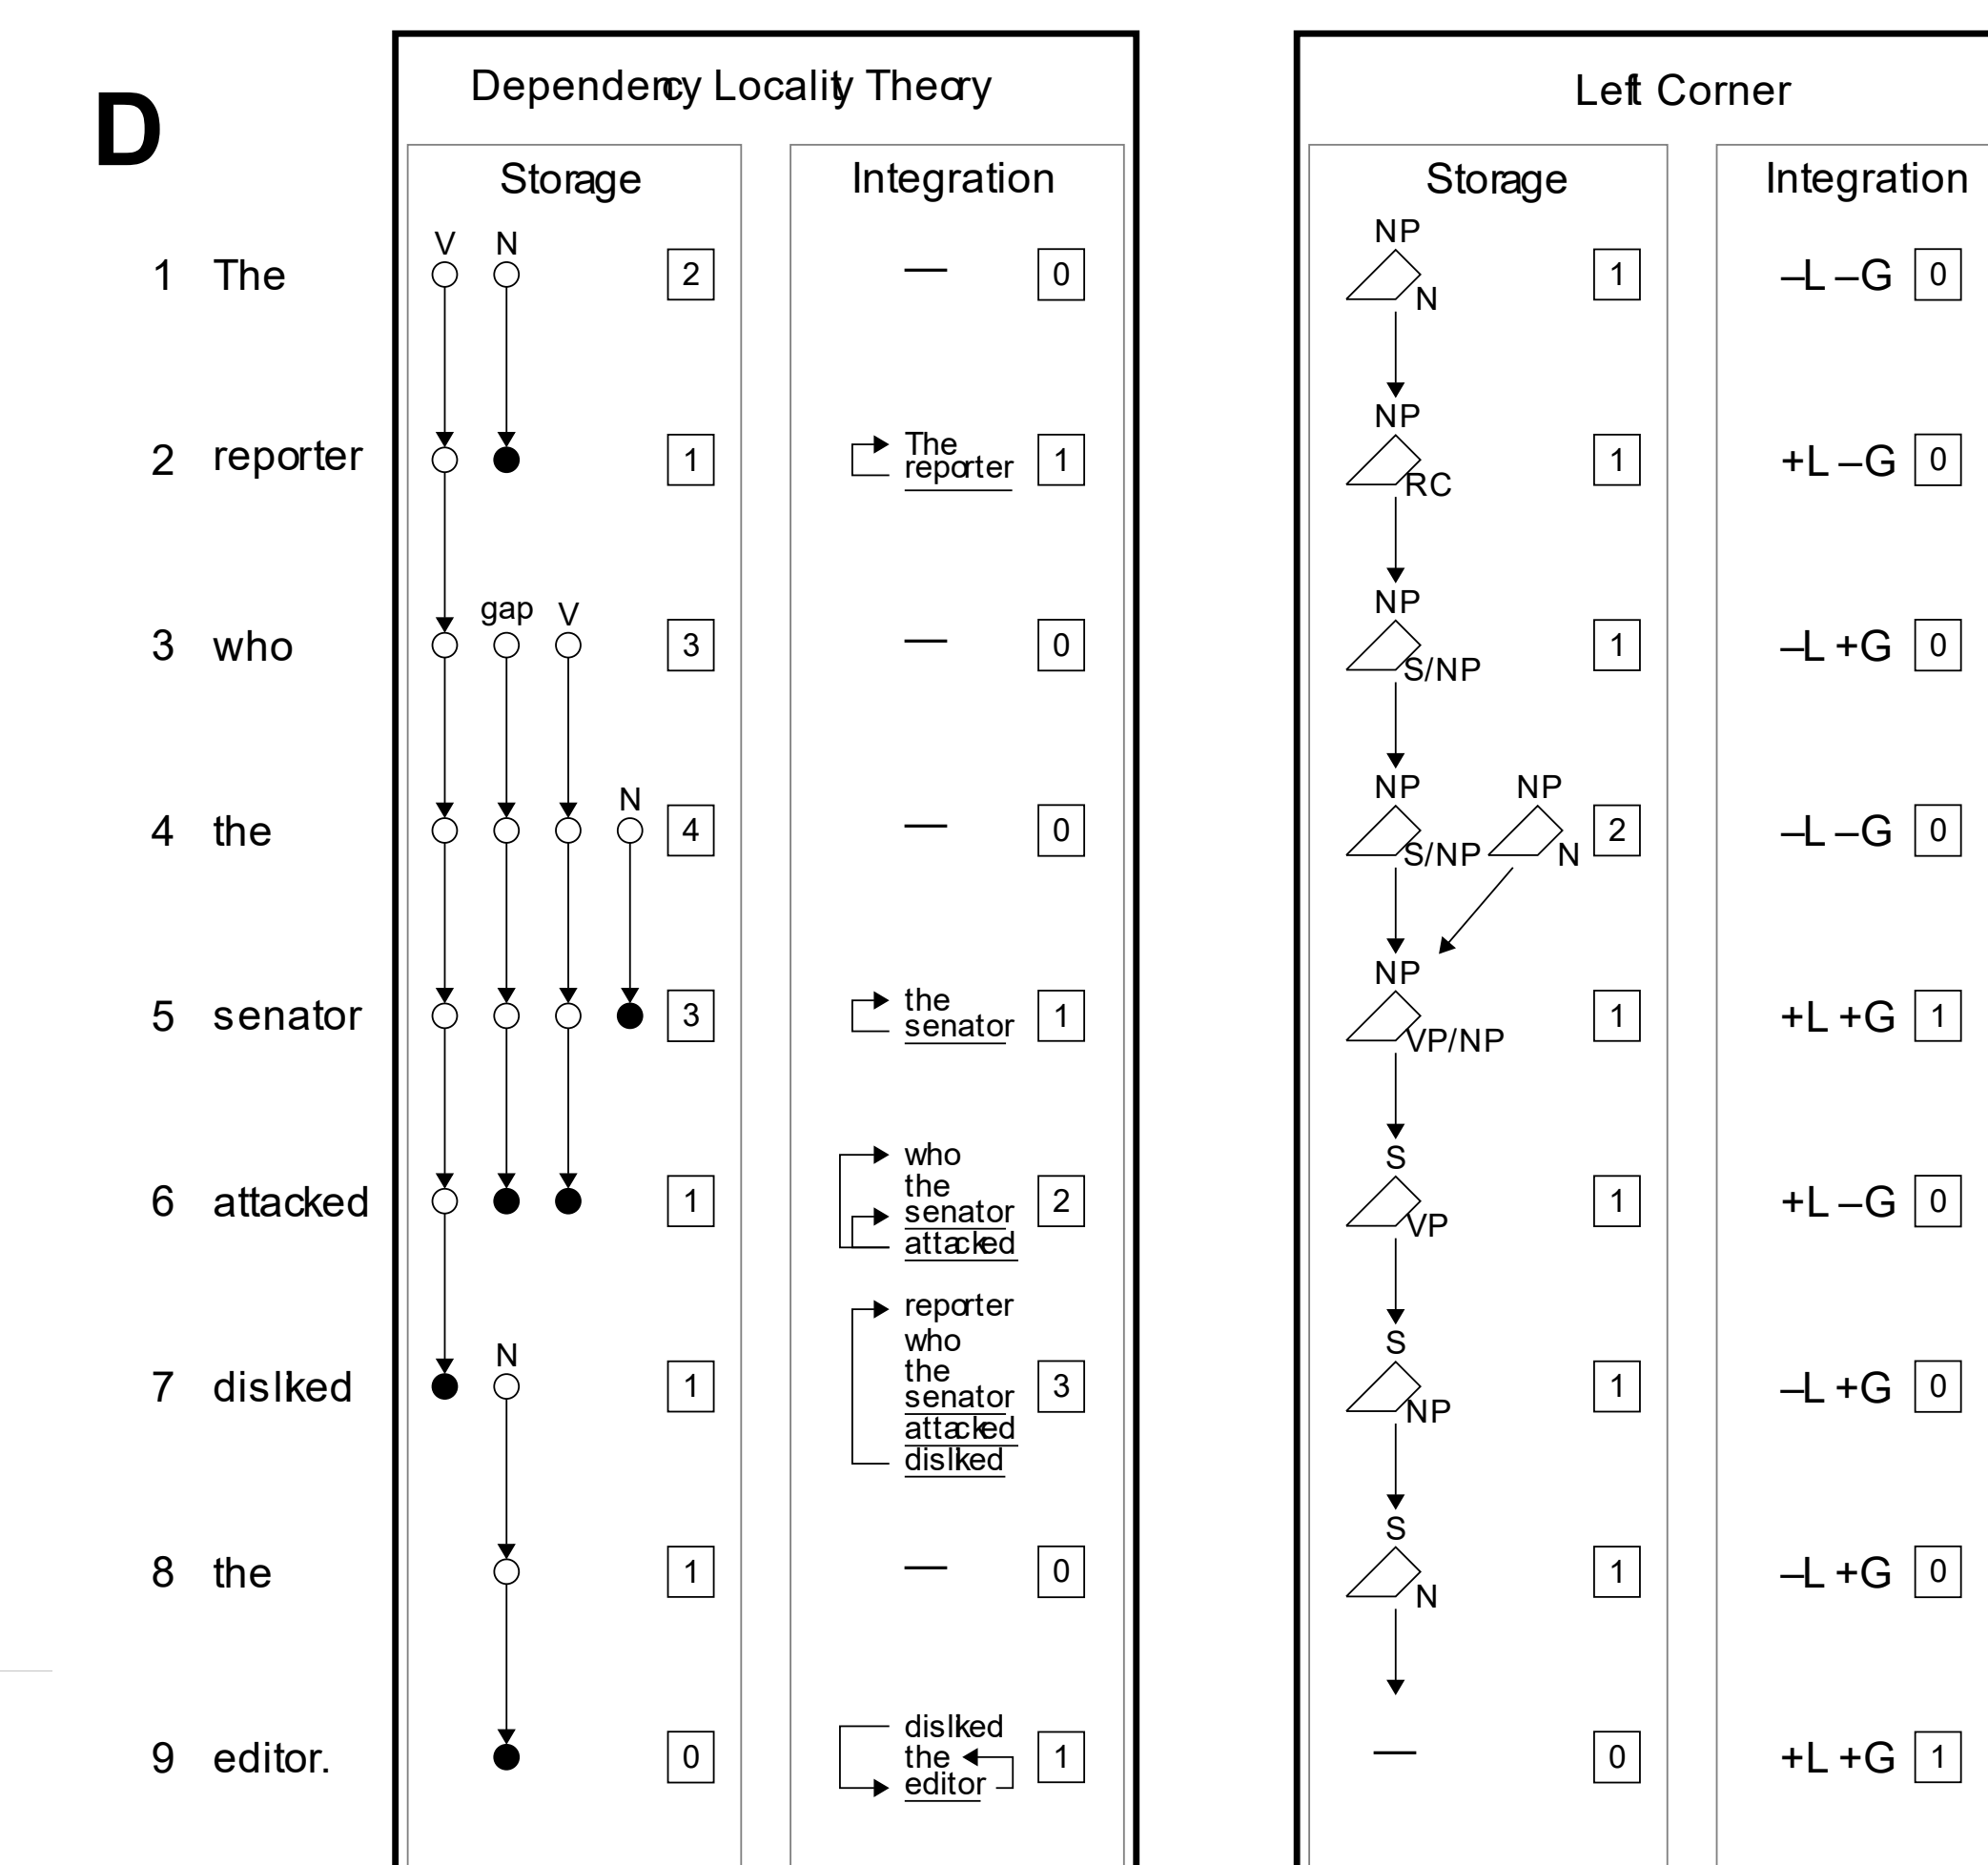 D
Dependency Locality Theory
Left Corner
Storage
Integration
Storage
Integration
V N
NP
1 The
2
— 0
N
1
–L –G 0
NP
2 reporter
1
The
reporter
1
RC
1
+L –G 0
gap V
NP
3 who
3
— 0
S/NP
1
–L +G 0
N
NP NP
4 the
4
— 0
S/NP N
2
–L –G 0
NP
5 senator
3
the
senator
1
VP/NP
1
+L +G 1
S
6 attacked
1
who
the
senator
attacked
2
VP
1
+L –G 0
N
S
7 disliked
1
reporter
who
the
senator
attacked
disliked
3
NP
1
–L +G 0
S
8 the
1
— 0
N
1
–L +G 0
9 editor.
0
disliked
the
editor
1
— 0
+L +G 1